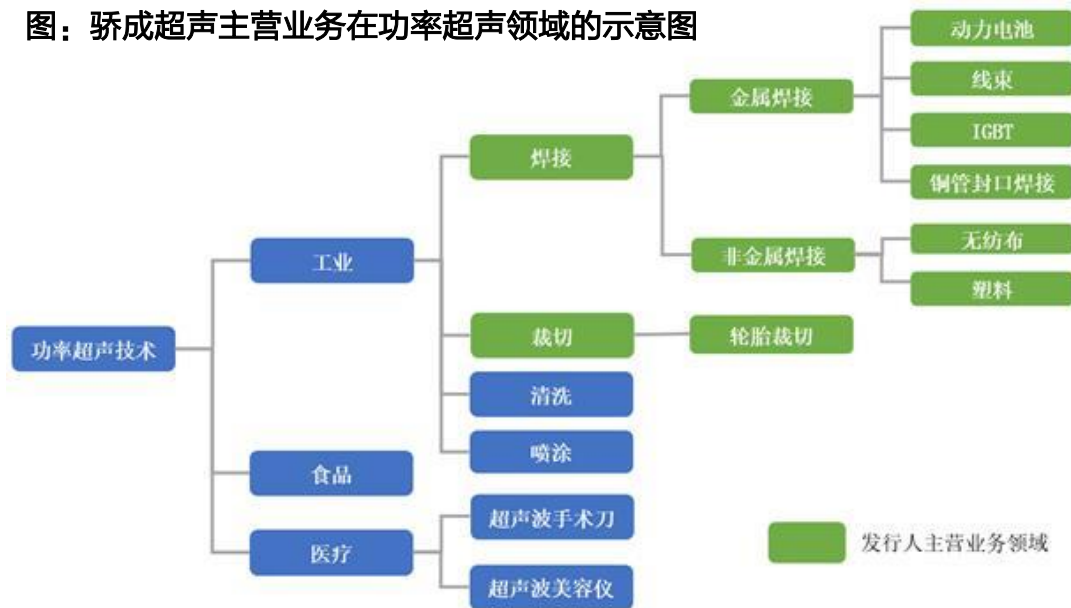 图：骄成超声主营业务在功率超声领域的示意图
动力电池
线束
IGBT
铜管封口焊接
金属焊接
焊接
无纺布
塑料
非金属焊接
工业
裁切
轮胎裁切
功率超声技术
清洗
喷涂
食品
超声波手术刀
医疗
超声波美容仪
发行人主营业务领域